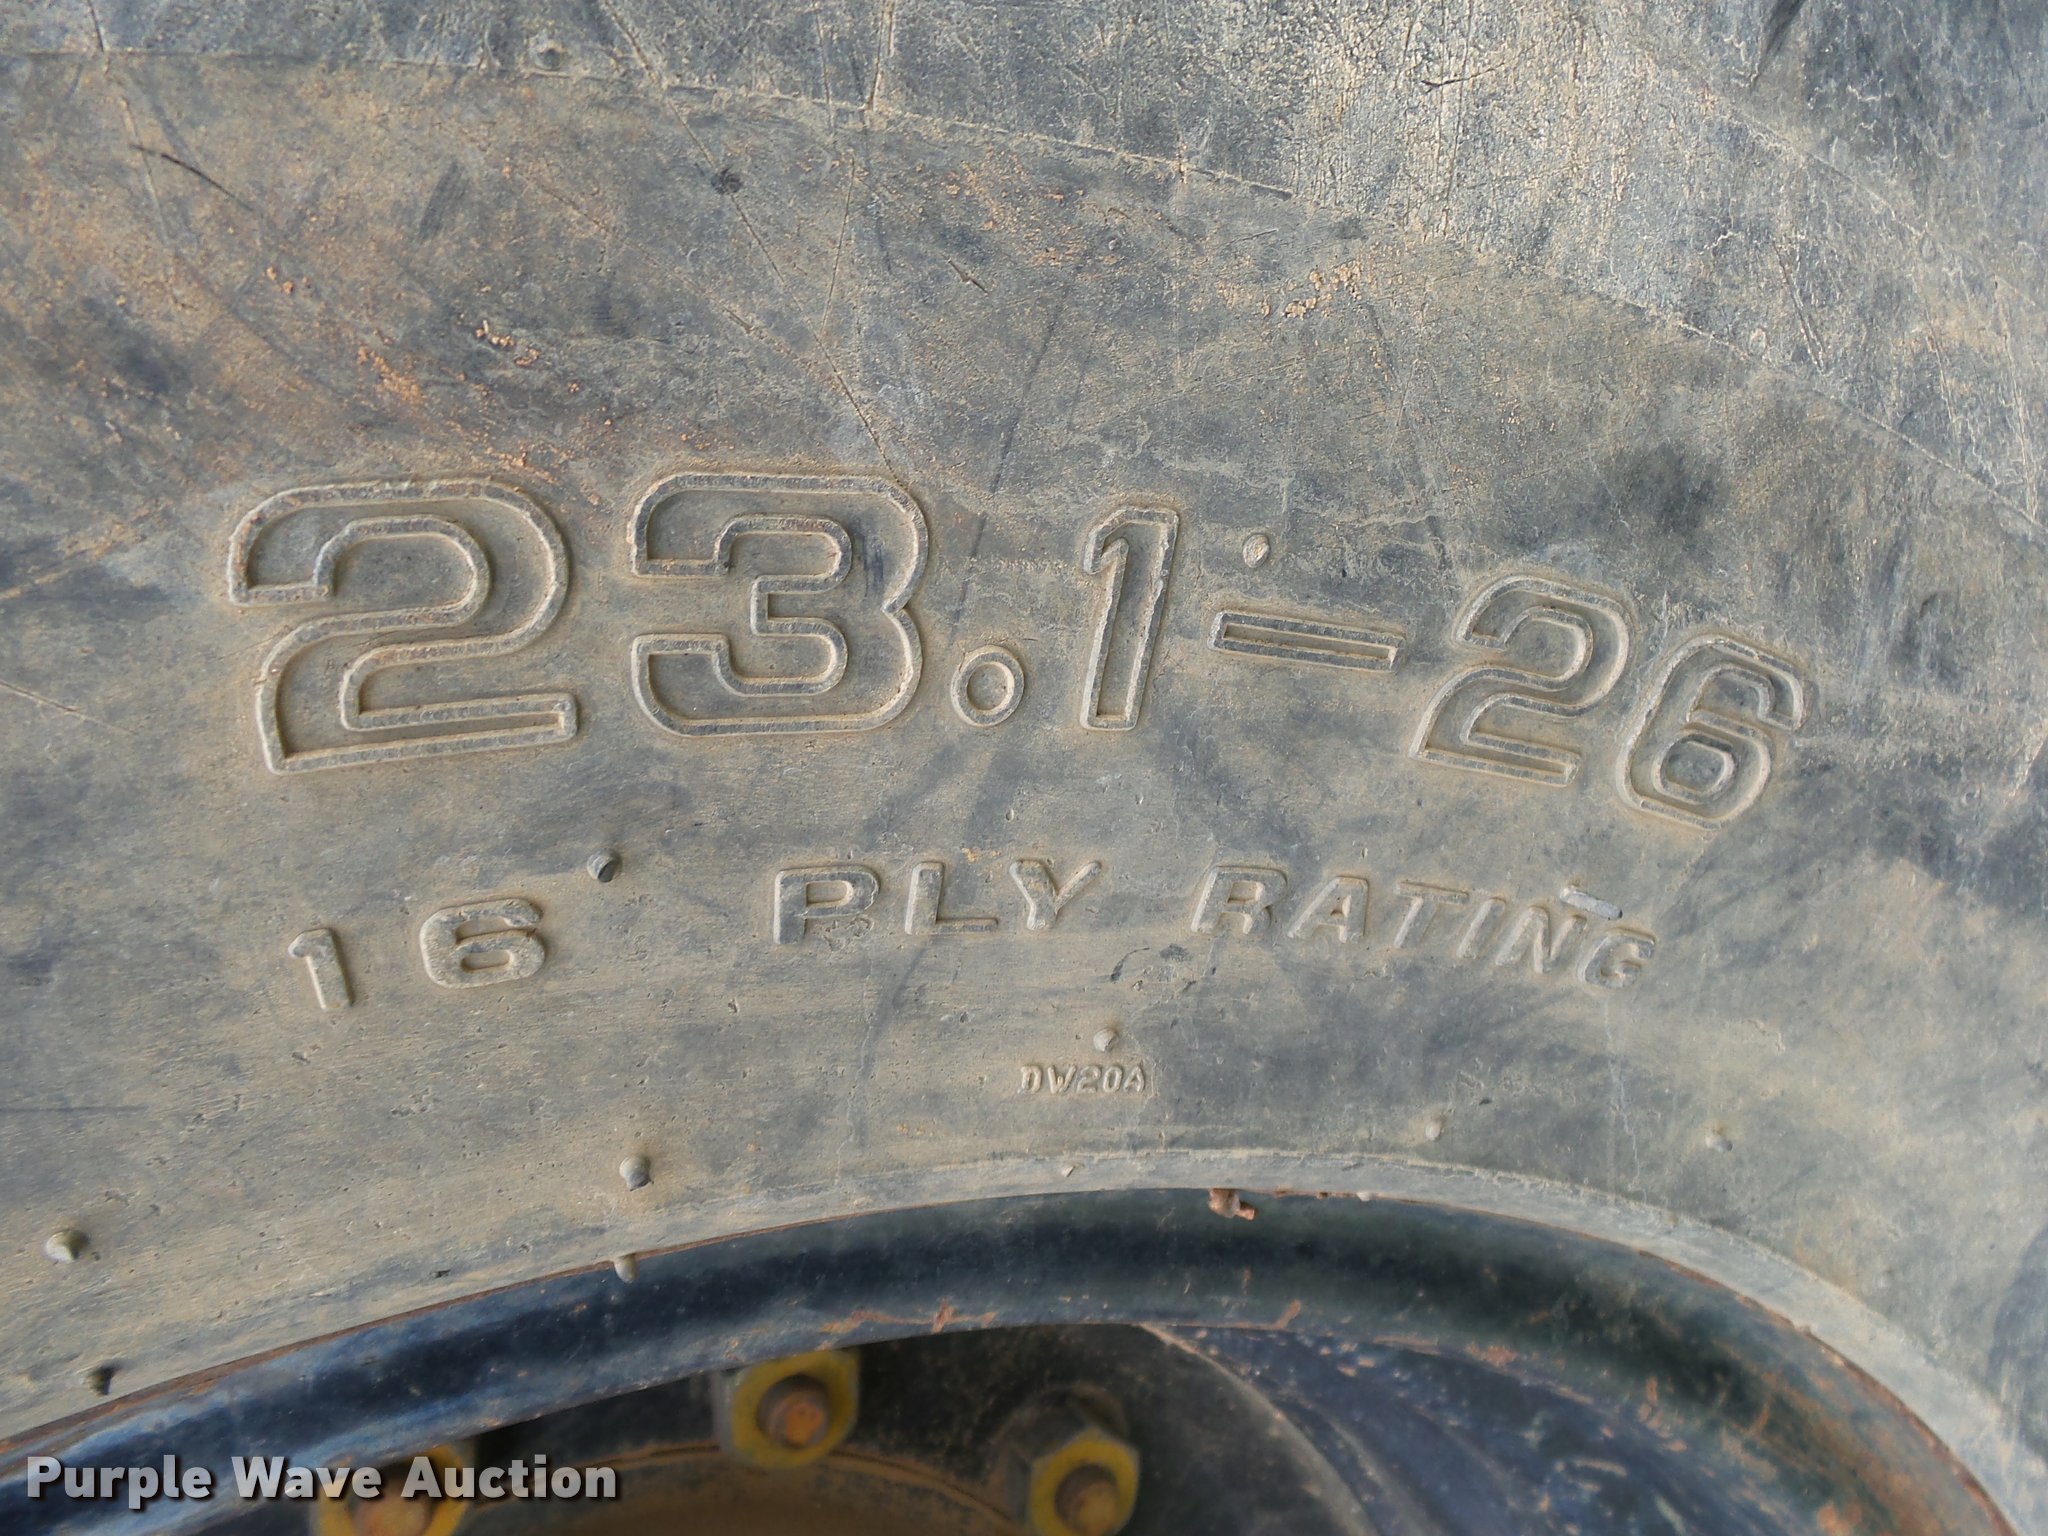 23.1-26
16 PLY RATING
DW20A
Purple Wave Auction